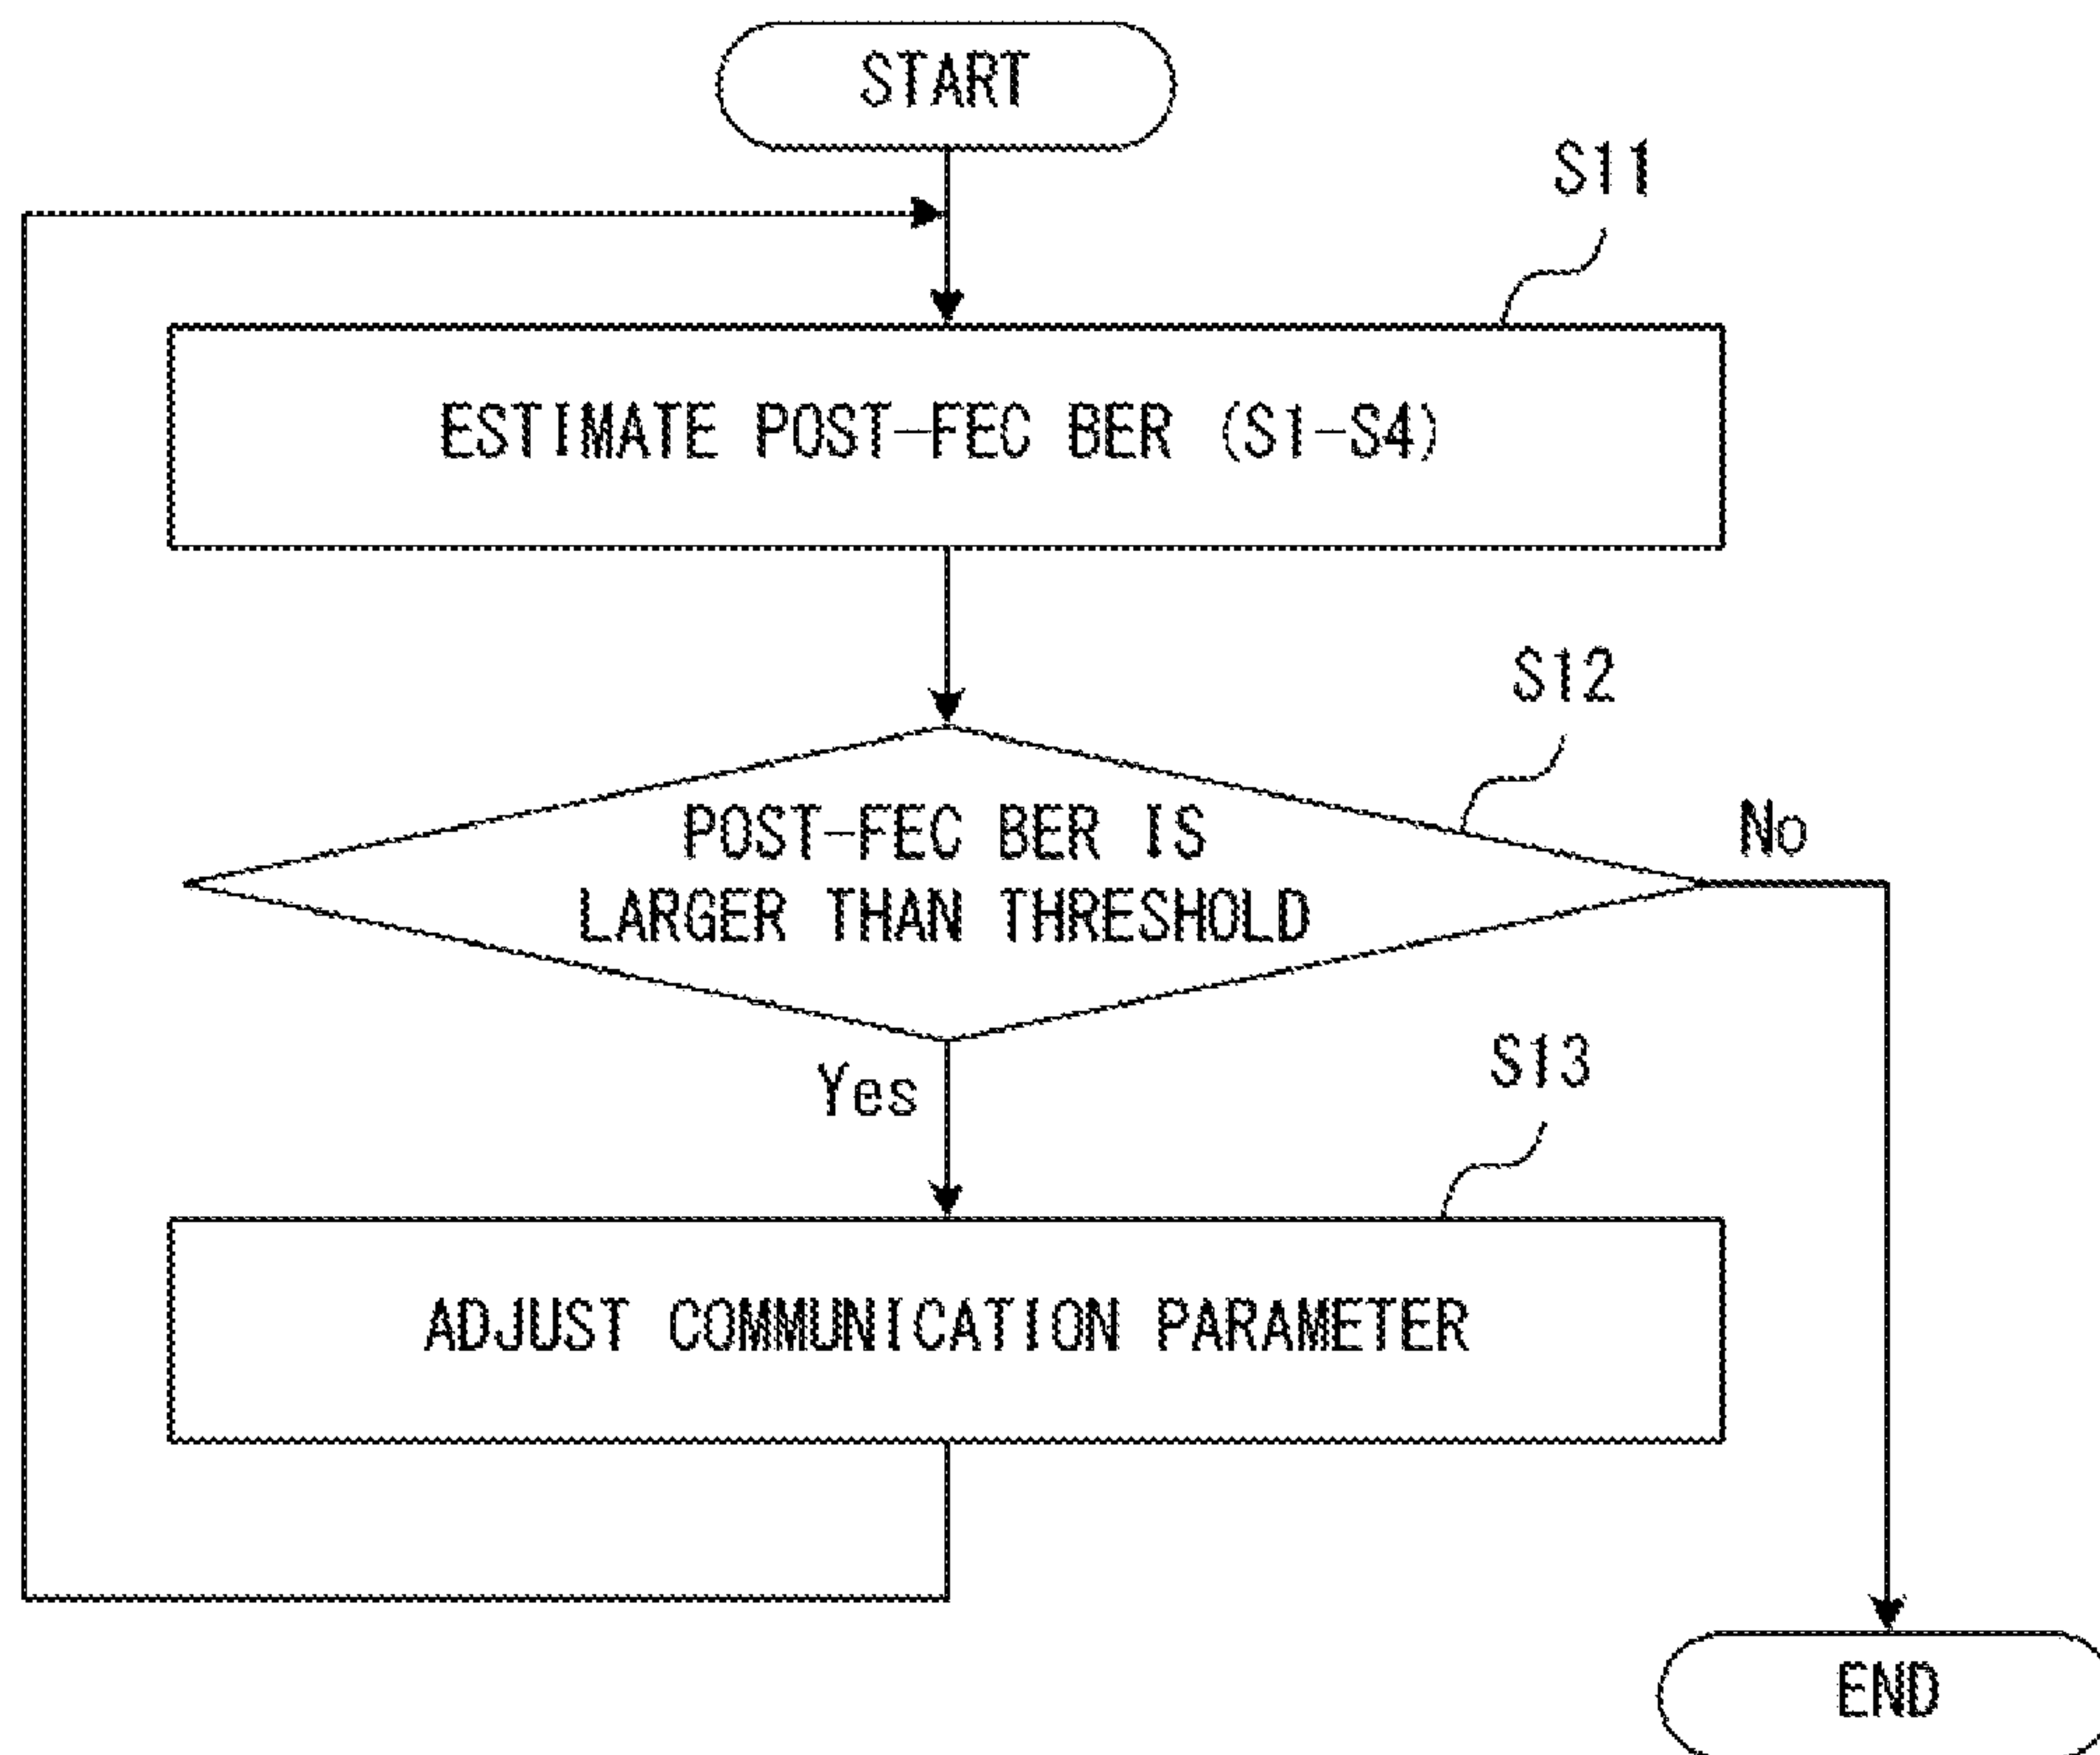 START
S11
ESTIMATE POST-FEC BER (S1-S4)
S12
POST-FEC BER IS
LARGER THAN THRESHOLD
No
Yes
S13
ADJUST COMMUNICATION PARAMETER
END